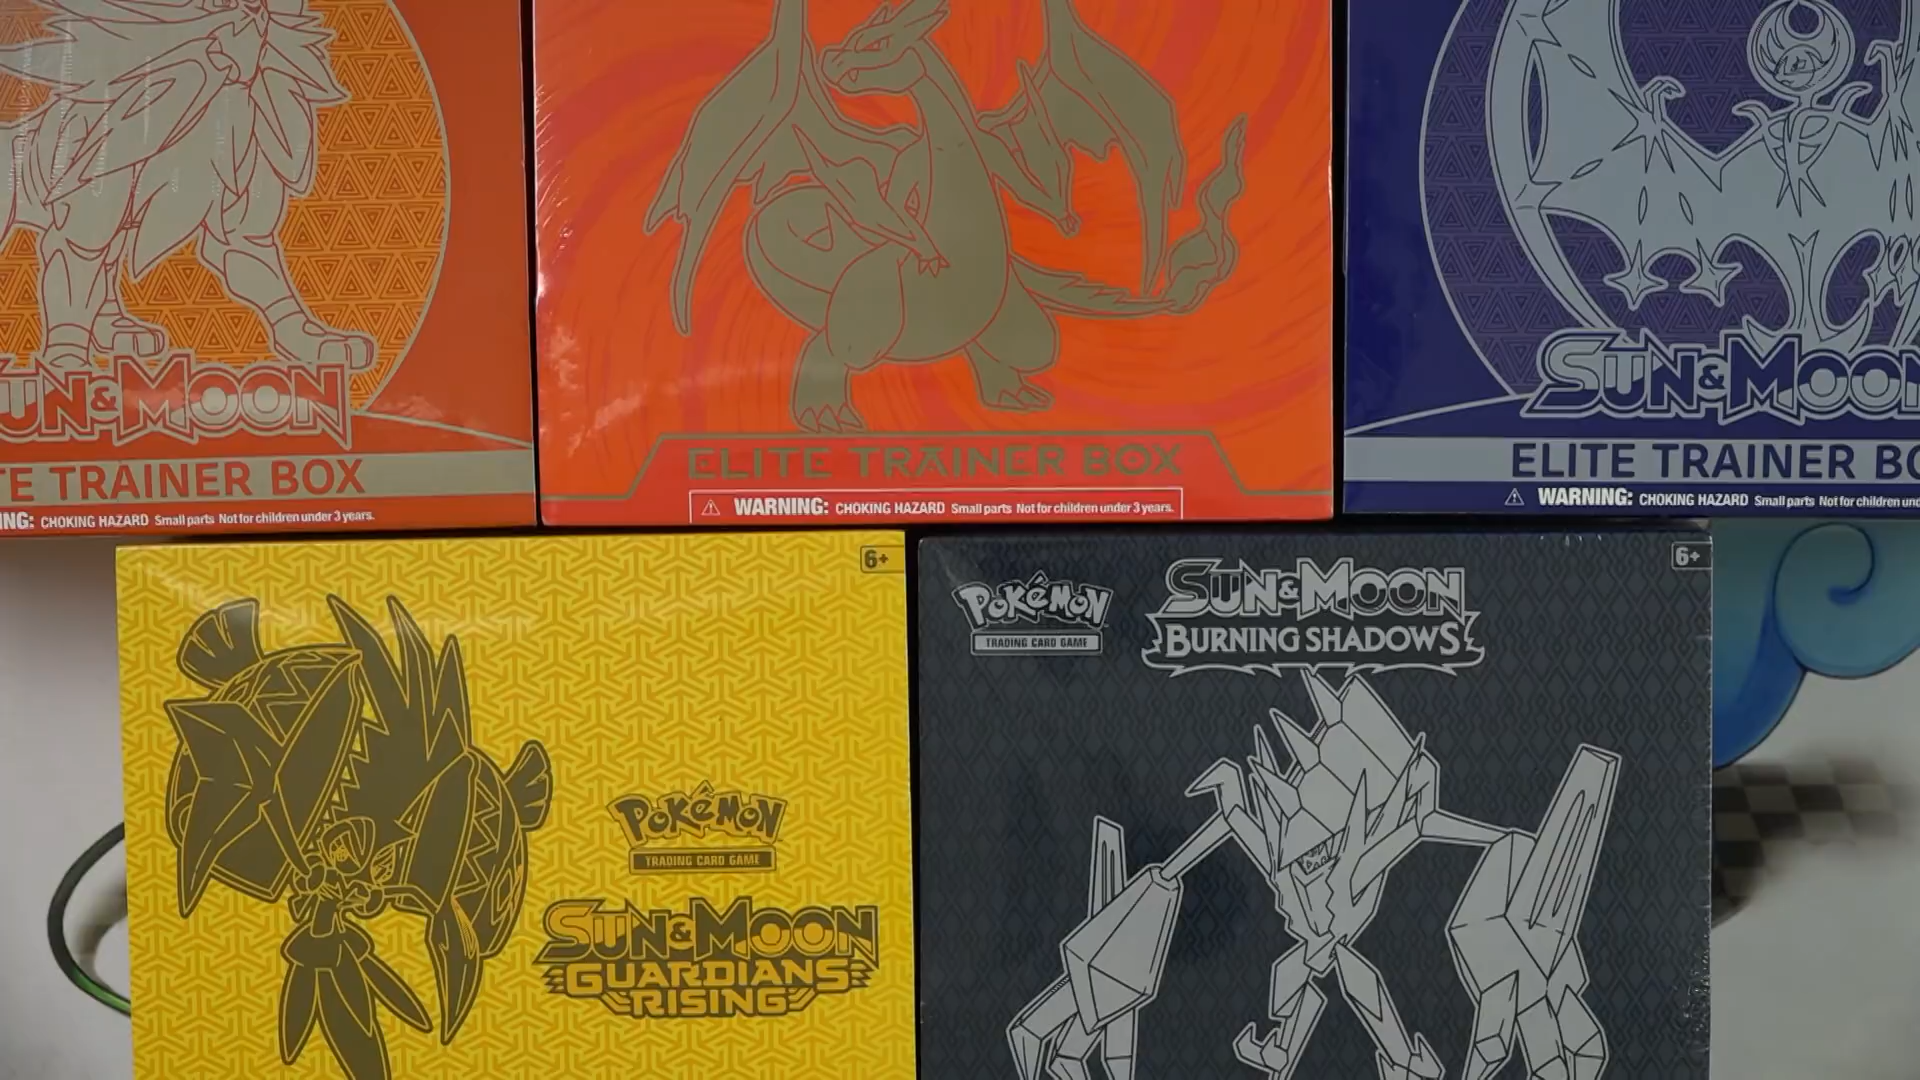 SUN & MOON
TE TRAINER BOX
NG: CHOKING HAZARD Small parts Not for children under 3 years.
ELITE TRAINER BOX
WARNING: CHOKING HAZARD Small parts Not for children under 3 years.
SUN & MOON
ELITE TRAINER BO
WARNING: CHOKING HAZARD Small parts Not for children und
6+
POKéMON
TRADING CARD GAME
SUN & MOON
GUARDIANS
RISING
POKéMON
TRADING CARD GAME
SUN & MOON
BURNING SHADOWS
6+